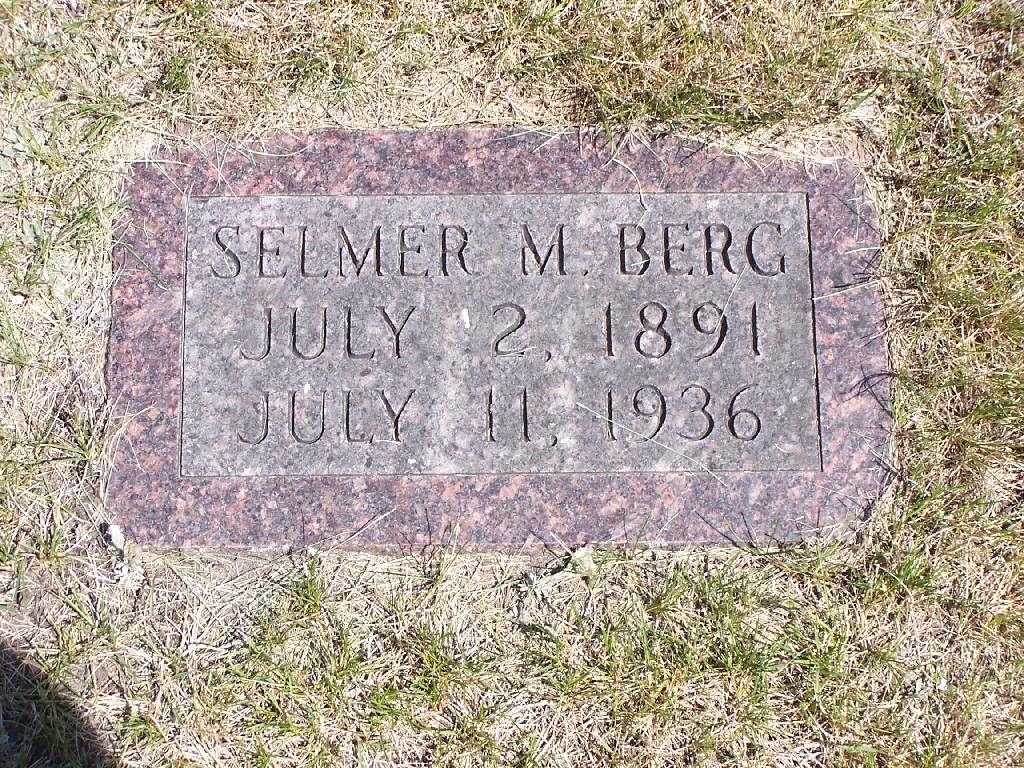 SELMER M. BERG
JULY 2, 1891
JULY 11, 1936